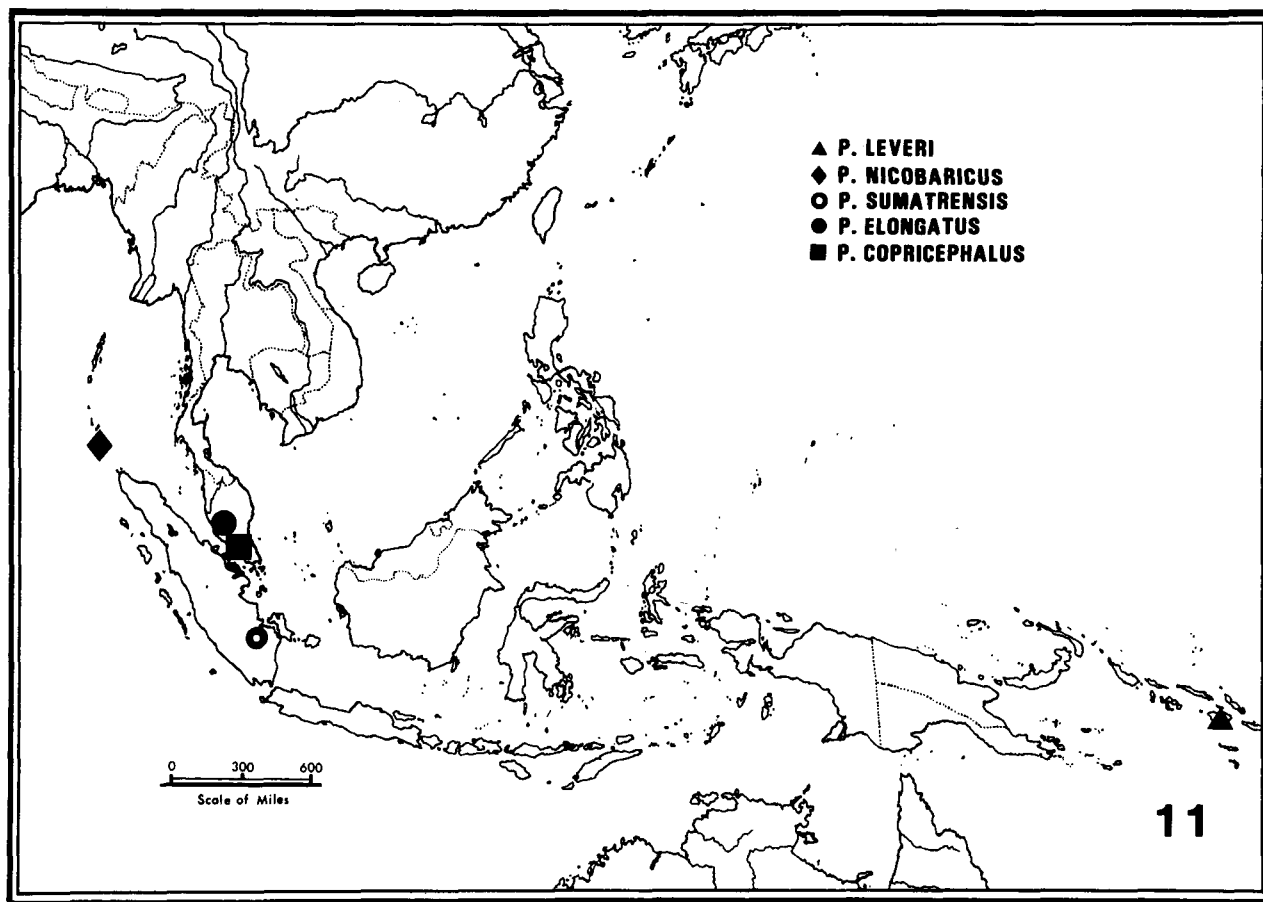 ▲ P. LEVERI
◆ P. NICOBARICUS
○ P. SUMATRENSIS
● P. ELONGATUS
■ P. COPRICEPHALUS
0 300 600
Scale of Miles
11